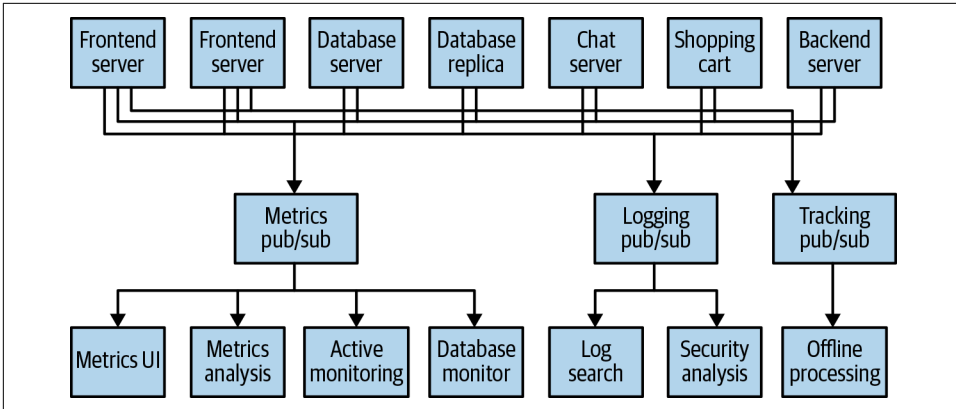 Frontend
server
Frontend
server
Database
server
Database
replica
Chat
server
Shopping
cart
Backend
server
Metrics
pub/sub
Logging
pub/sub
Tracking
pub/sub
Metrics UI
Metrics
analysis
Active
monitoring
Database
monitor
Log
search
Security
analysis
Offline
processing